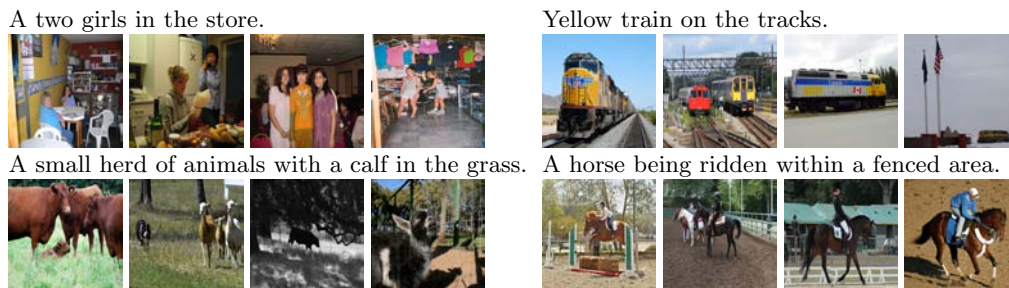 A two girls in the store.
Yellow train on the tracks.
A small herd of animals with a calf in the grass.
A horse being ridden within a fenced area.